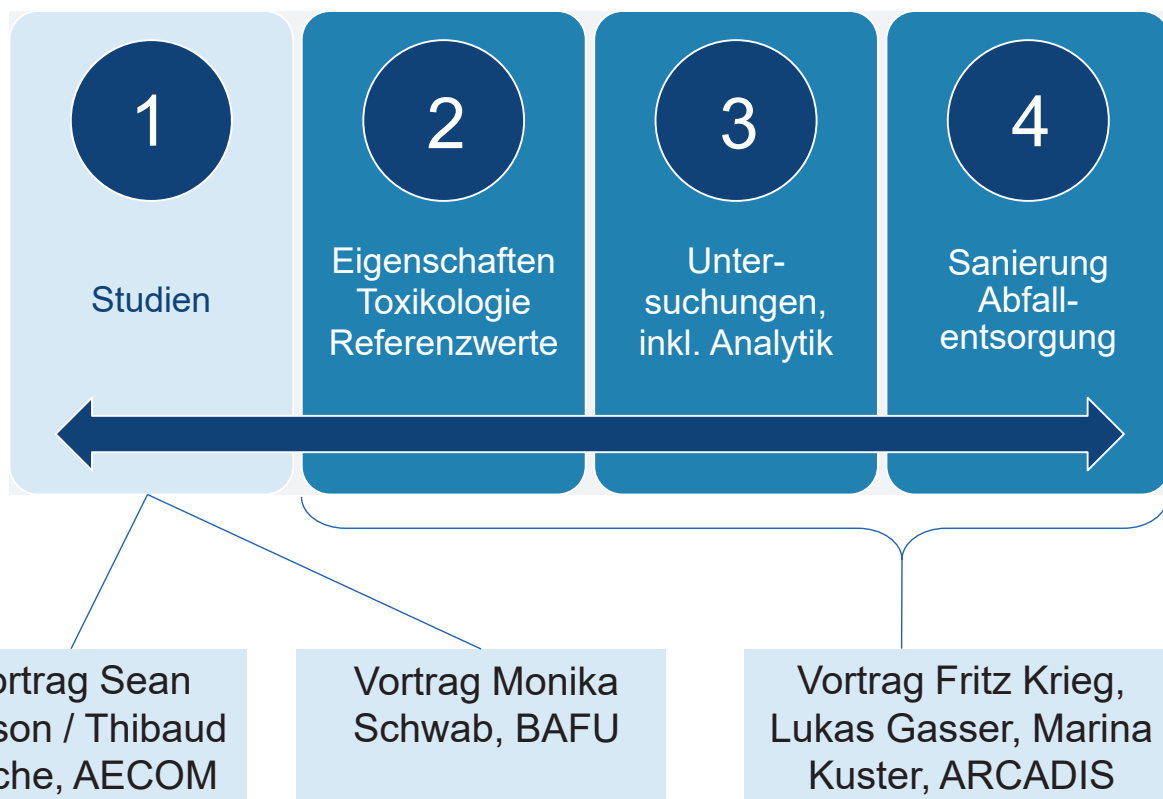 1
2
3
4
Studien
Eigenschaften
Toxikologie
Referenzwerte
Unter-
suchungen,
inkl. Analytik
Sanierung
Abfall-
entsorgung
Sean
/ Thibaud
AECOM
Vortrag Monika
Schwab, BAFU
Vortrag Fritz Krieg,
Lukas Gasser, Marina
Kuster, ARCADIS